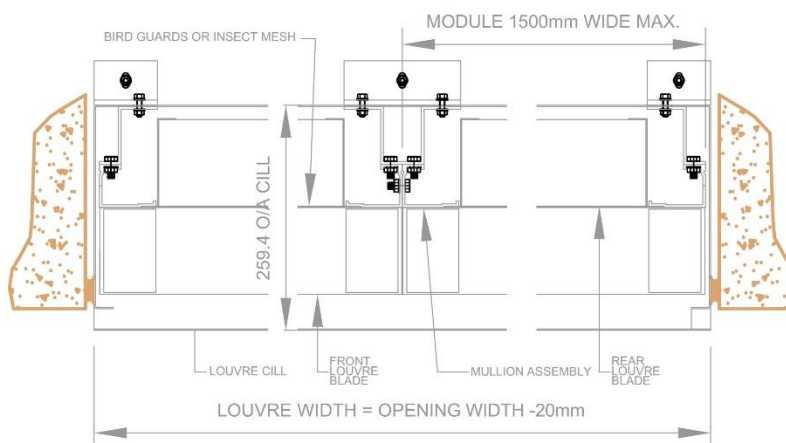 MODULE 1500mm WIDE MAX.
BIRD GUARDS OR INSECT MESH
259.4 O/A CILL
LOUVRE CILL
FRONT
LOUVRE
BLADE
MULLION ASSEMBLY
REAR
LOUVRE
BLADE
LOUVRE WIDTH = OPENING WIDTH -20mm